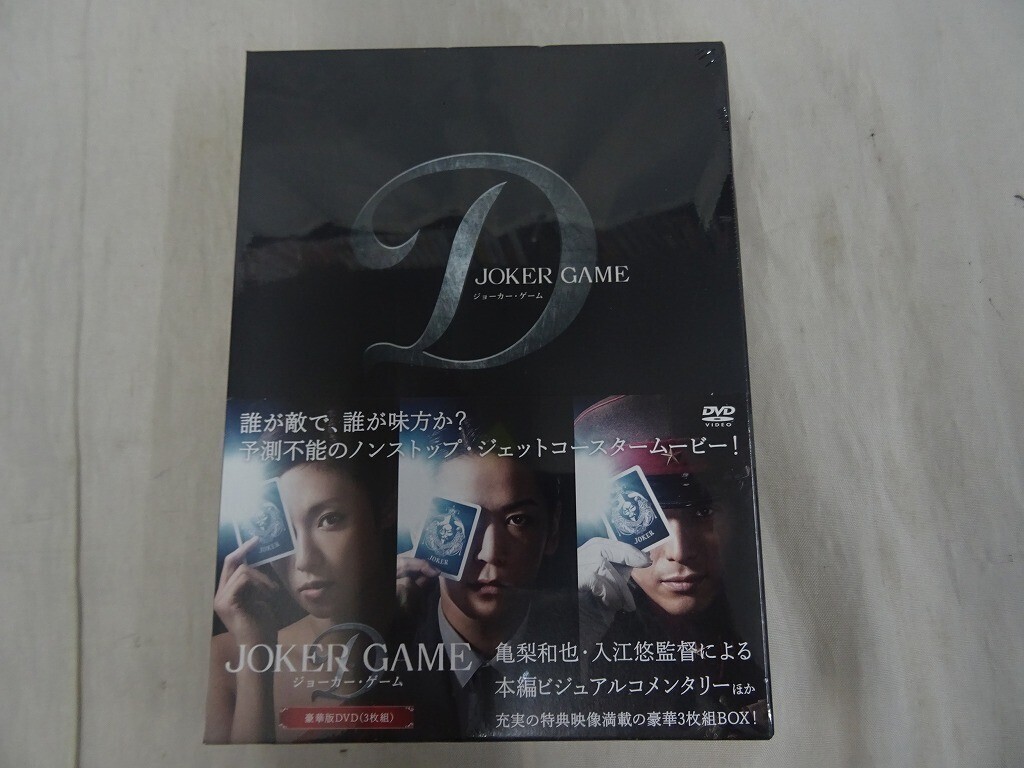 D
JOKER GAME
ジョーカー・ゲーム
誰が敵で、誰が味方か?
予測不能のノンストップ・ジェットコースタームービー!
DVD
VIDEO
JOKER
JOKER
JOKER
D
JOKER GAME
ジョーカー・ゲーム
豪華版DVD(3枚組)
亀梨和也・入江悠監督による
本編ビジュアルコメンタリーほか
充実の特典映像満載の豪華3枚組BOX!